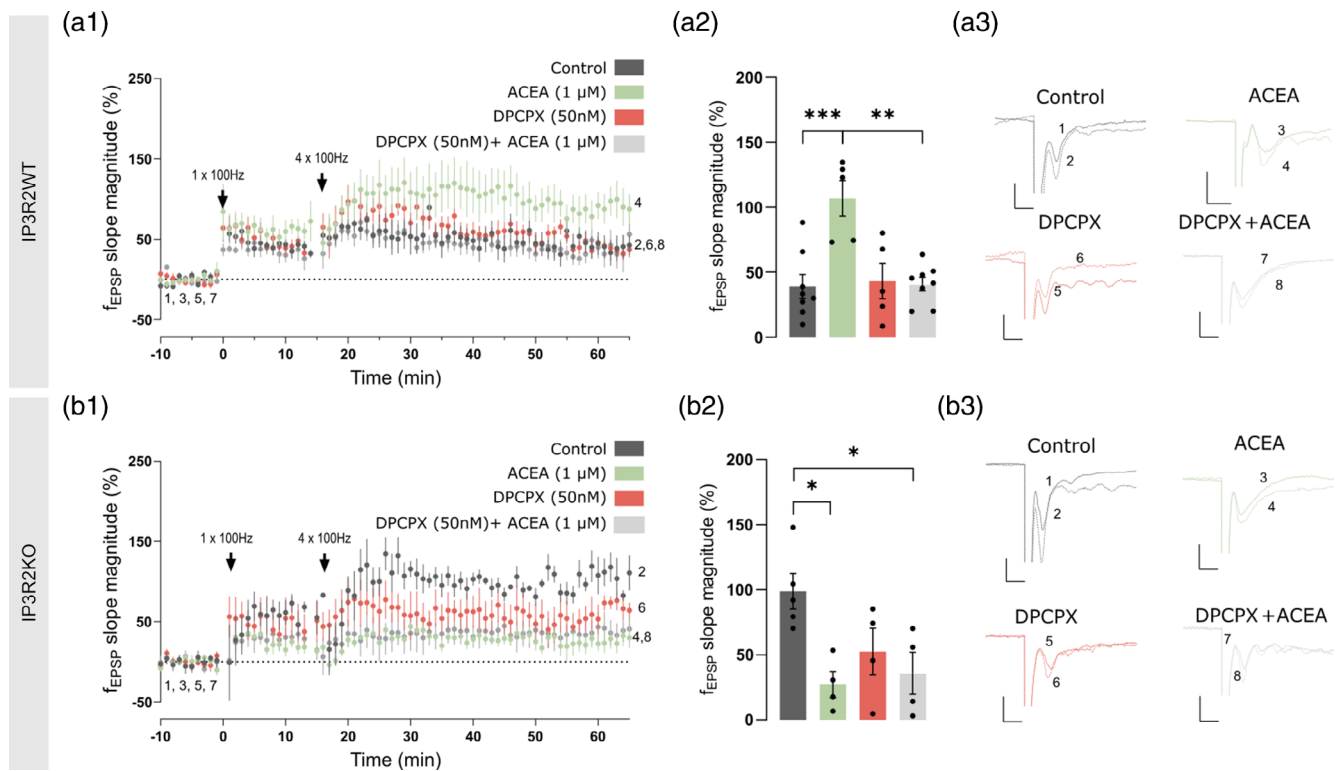 IP3R2WT
(a1)
f_EPSP slope magnitude (%)
250
150
50
-50
-10
0
10
20
30
40
50
60
Time (min)
Control
ACEA (1 µM)
DPCPX (50nM)
DPCPX (50nM)+ ACEA (1 µM)
1 x 100Hz
4 x 100Hz
4
2,6,8
1, 3, 5, 7
(a2)
f_EPSP slope magnitude (%)
200
150
100
50
0
***
**
(a3)
Control
1
2
ACEA
3
4
DPCPX
6
5
DPCPX +ACEA
7
8
IP3R2KO
(b1)
f_EPSP slope magnitude (%)
250
150
50
-50
-10
0
10
20
30
40
50
60
Time (min)
Control
ACEA (1 µM)
DPCPX (50nM)
DPCPX (50nM)+ ACEA (1 µM)
1 x 100Hz
4 x 100Hz
2
6
4,8
1, 3, 5, 7
(b2)
f_EPSP slope magnitude (%)
200
150
100
50
0
*
*
(b3)
Control
1
2
ACEA
3
4
DPCPX
5
6
DPCPX +ACEA
7
8